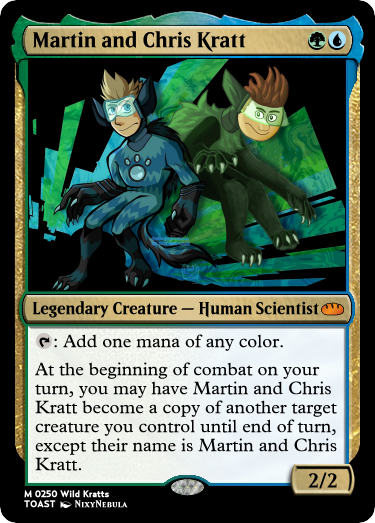 Martin and Chris Kratt
Legendary Creature — Human Scientist
: Add one mana of any color.
At the beginning of combat on your
turn, you may have Martin and Chris
Kratt become a copy of another target
creature you control until end of turn,
except their name is Martin and Chris
Kratt.
2/2
M 0250 Wild Kratts
TOAST NixyNebula